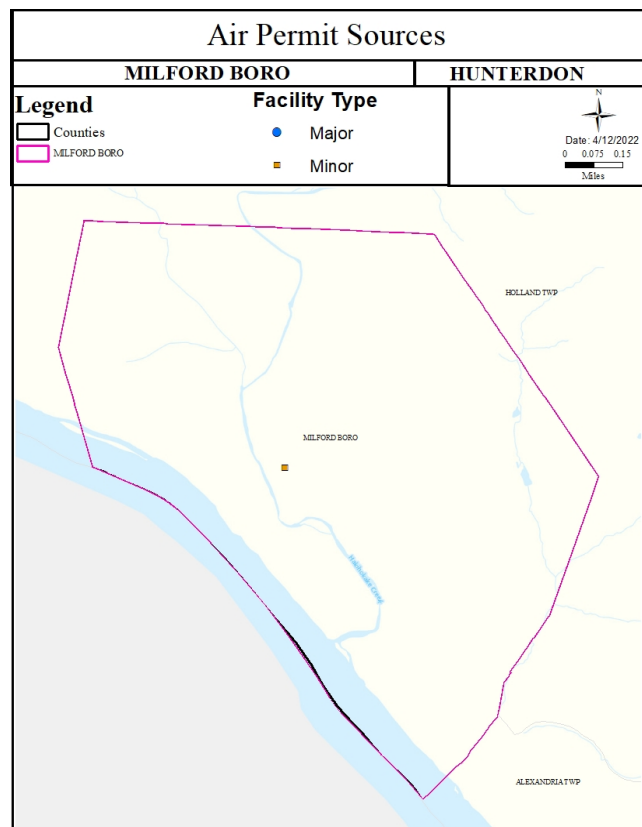 Air Permit Sources
MILFORD BORO
HUNTERDON
Legend
Counties
MILFORD BORO
Facility Type
Major
Minor
N
Date: 4/12/2022
0 0.075 0.15
Miles
HOLLAND TWP
MILFORD BORO
ALEXANDRIA TWP